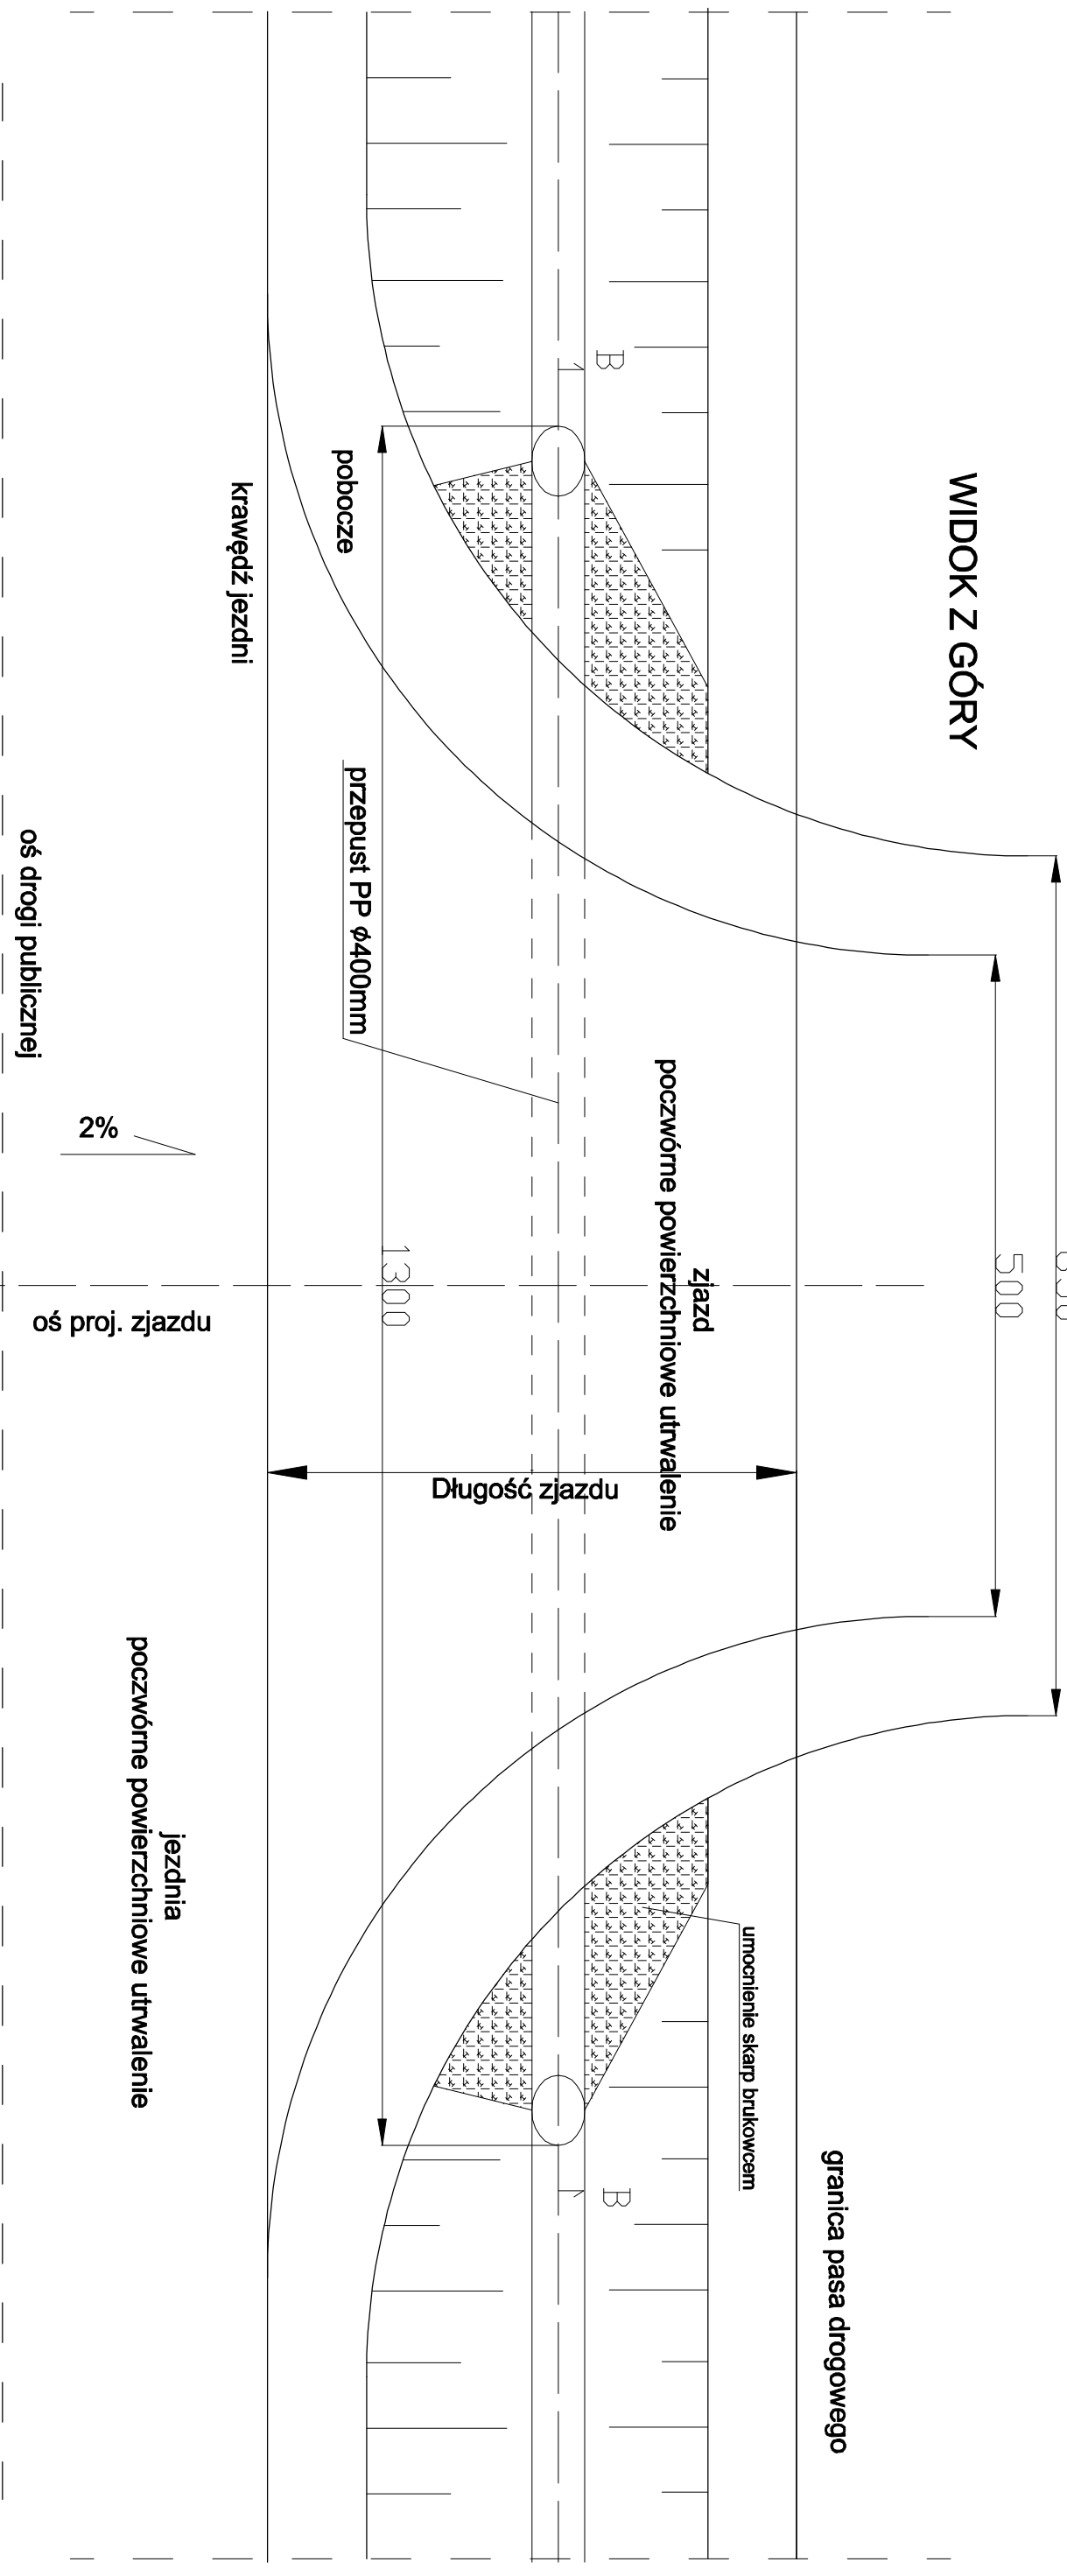 WIDOK Z GÓRY
500
granica pasa drogowego
umocnienie skarp brukowcem
zjazd
poczwórne powierzchniowe utrwalenie
B
1
B
1
Długość zjazdu
1300
przepust PP ϕ400mm
pobocze
krawędź jezdni
jezdnia
poczwórne powierzchniowe utrwalenie
2%
oś proj. zjazdu
oś drogi publicznej